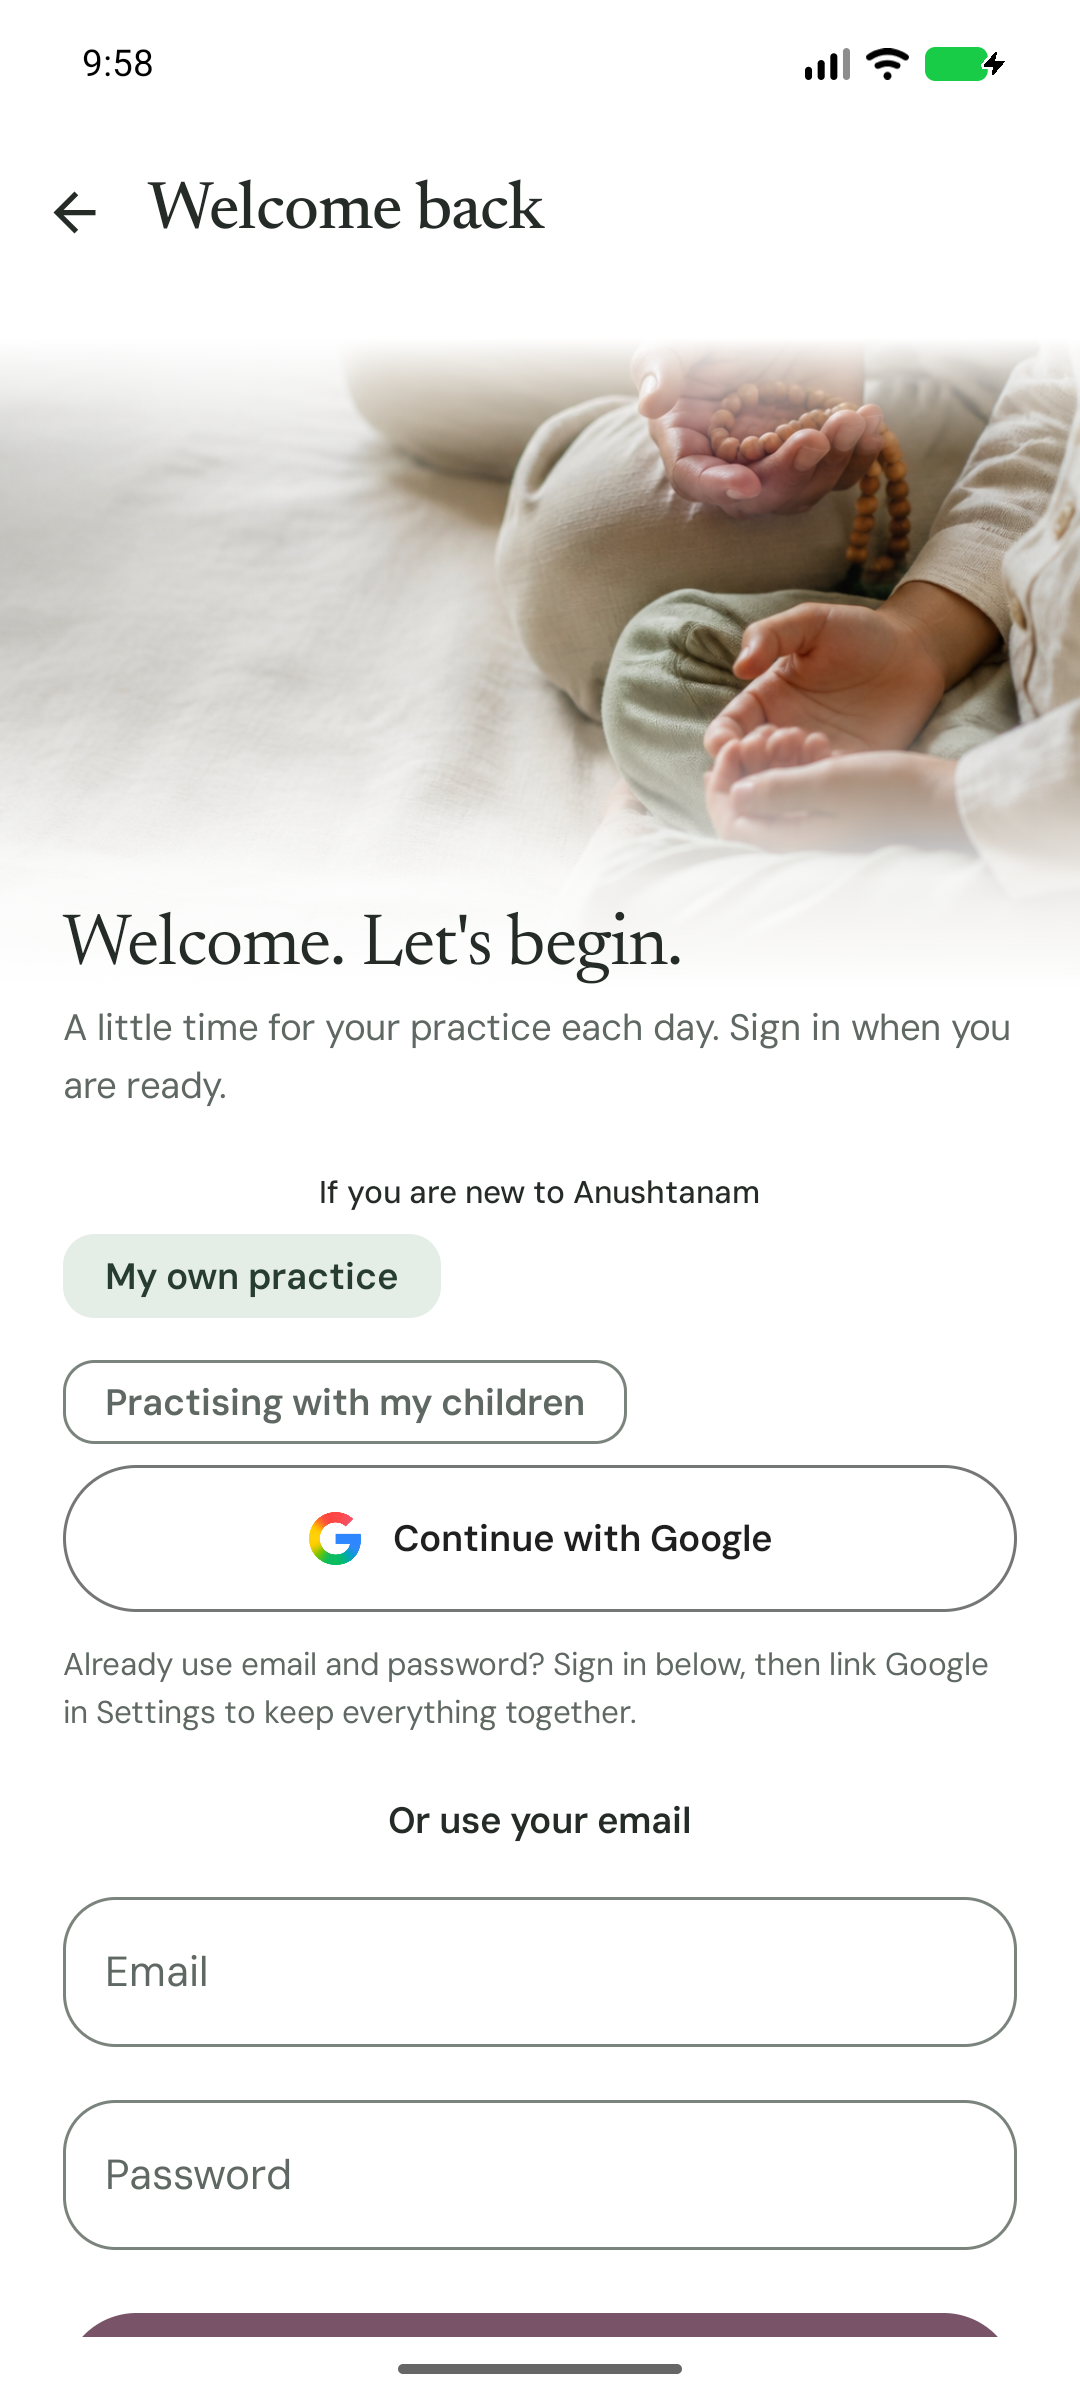 9:58
Welcome back
Welcome. Let's begin.
A little time for your practice each day. Sign in when you
are ready.
If you are new to Anushtanam
My own practice
Practising with my children
Continue with Google
Already use email and password? Sign in below, then link Google
in Settings to keep everything together.
Or use your email
Email
Password